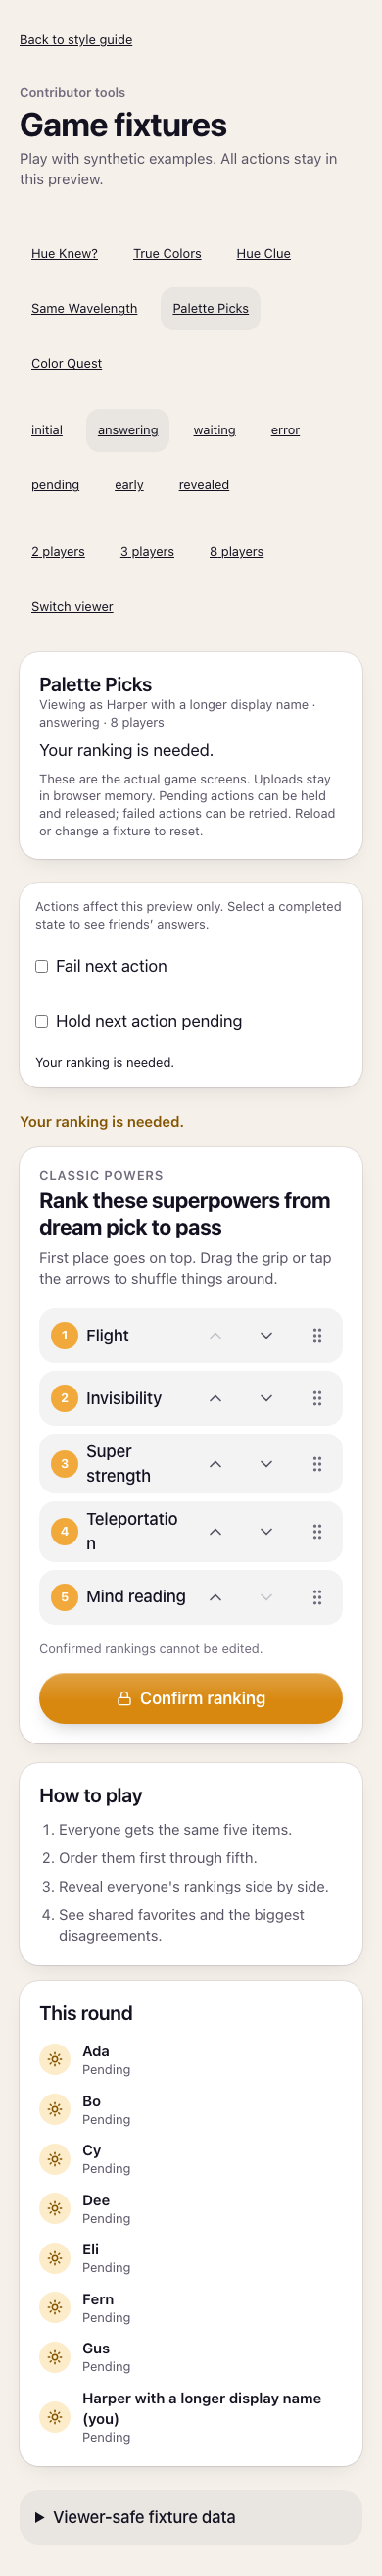 Back to style guide
Contributor tools
Game fixtures
Play with synthetic examples. All actions stay in
this preview.
Hue Knew? True Colors Hue Clue
Same Wavelength Palette Picks
Color Quest
initial answering waiting error
pending early revealed
2 players 3 players 8 players
Switch viewer
Palette Picks
Viewing as Harper with a longer display name ·
answering · 8 players
Your ranking is needed.
These are the actual game screens. Uploads stay
in browser memory. Pending actions can be held
and released; failed actions can be retried. Reload
or change a fixture to reset.
Actions affect this preview only. Select a completed
state to see friends’ answers.
Fail next action
Hold next action pending
Your ranking is needed.
Your ranking is needed.
CLASSIC POWERS
Rank these superpowers from
dream pick to pass
First place goes on top. Drag the grip or tap
the arrows to shuffle things around.
1 Flight
2 Invisibility
3 Super
strength
4 Teleportatio
n
5 Mind reading
Confirmed rankings cannot be edited.
Confirm ranking
How to play
1. Everyone gets the same five items.
2. Order them first through fifth.
3. Reveal everyone's rankings side by side.
4. See shared favorites and the biggest
disagreements.
This round
Ada
Pending
Bo
Pending
Cy
Pending
Dee
Pending
Eli
Pending
Fern
Pending
Gus
Pending
Harper with a longer display name
(you)
Pending
Viewer-safe fixture data